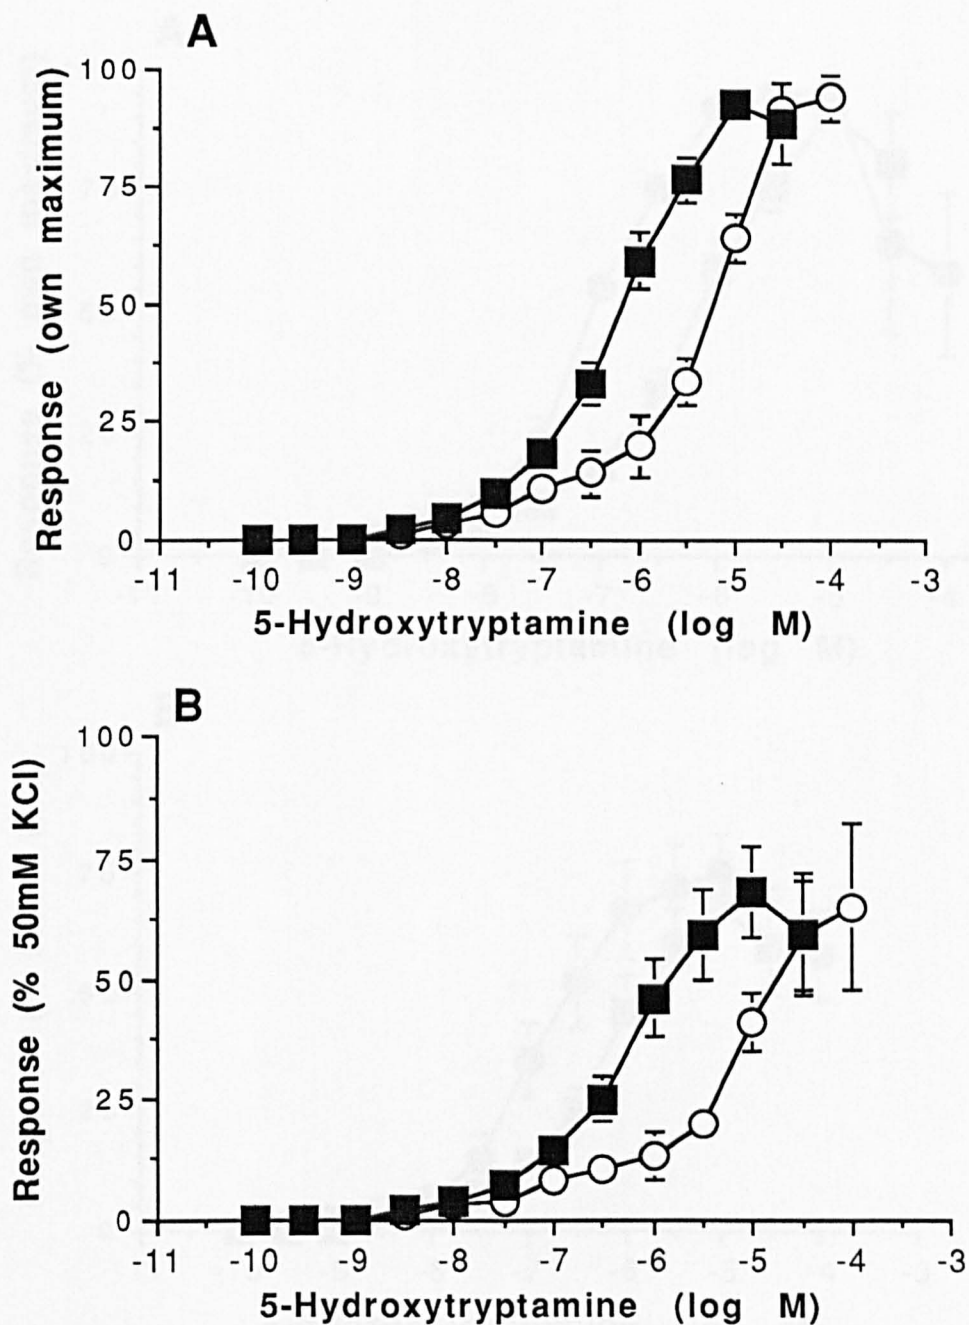 A
Response (own maximum)
100
75
50
25
0
-11 -10 -9 -8 -7 -6 -5 -4 -3
5-Hydroxytryptamine (log M)
B
Response (% 50mM KCl)
100
75
50
25
0
-11 -10 -9 -8 -7 -6 -5 -4 -3
5-Hydroxytryptamine (log M)